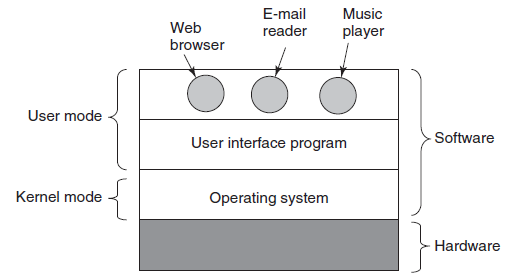 Web
browser
E-mail
reader
Music
player
User mode
User interface program
Software
Kernel mode
Operating system
Hardware